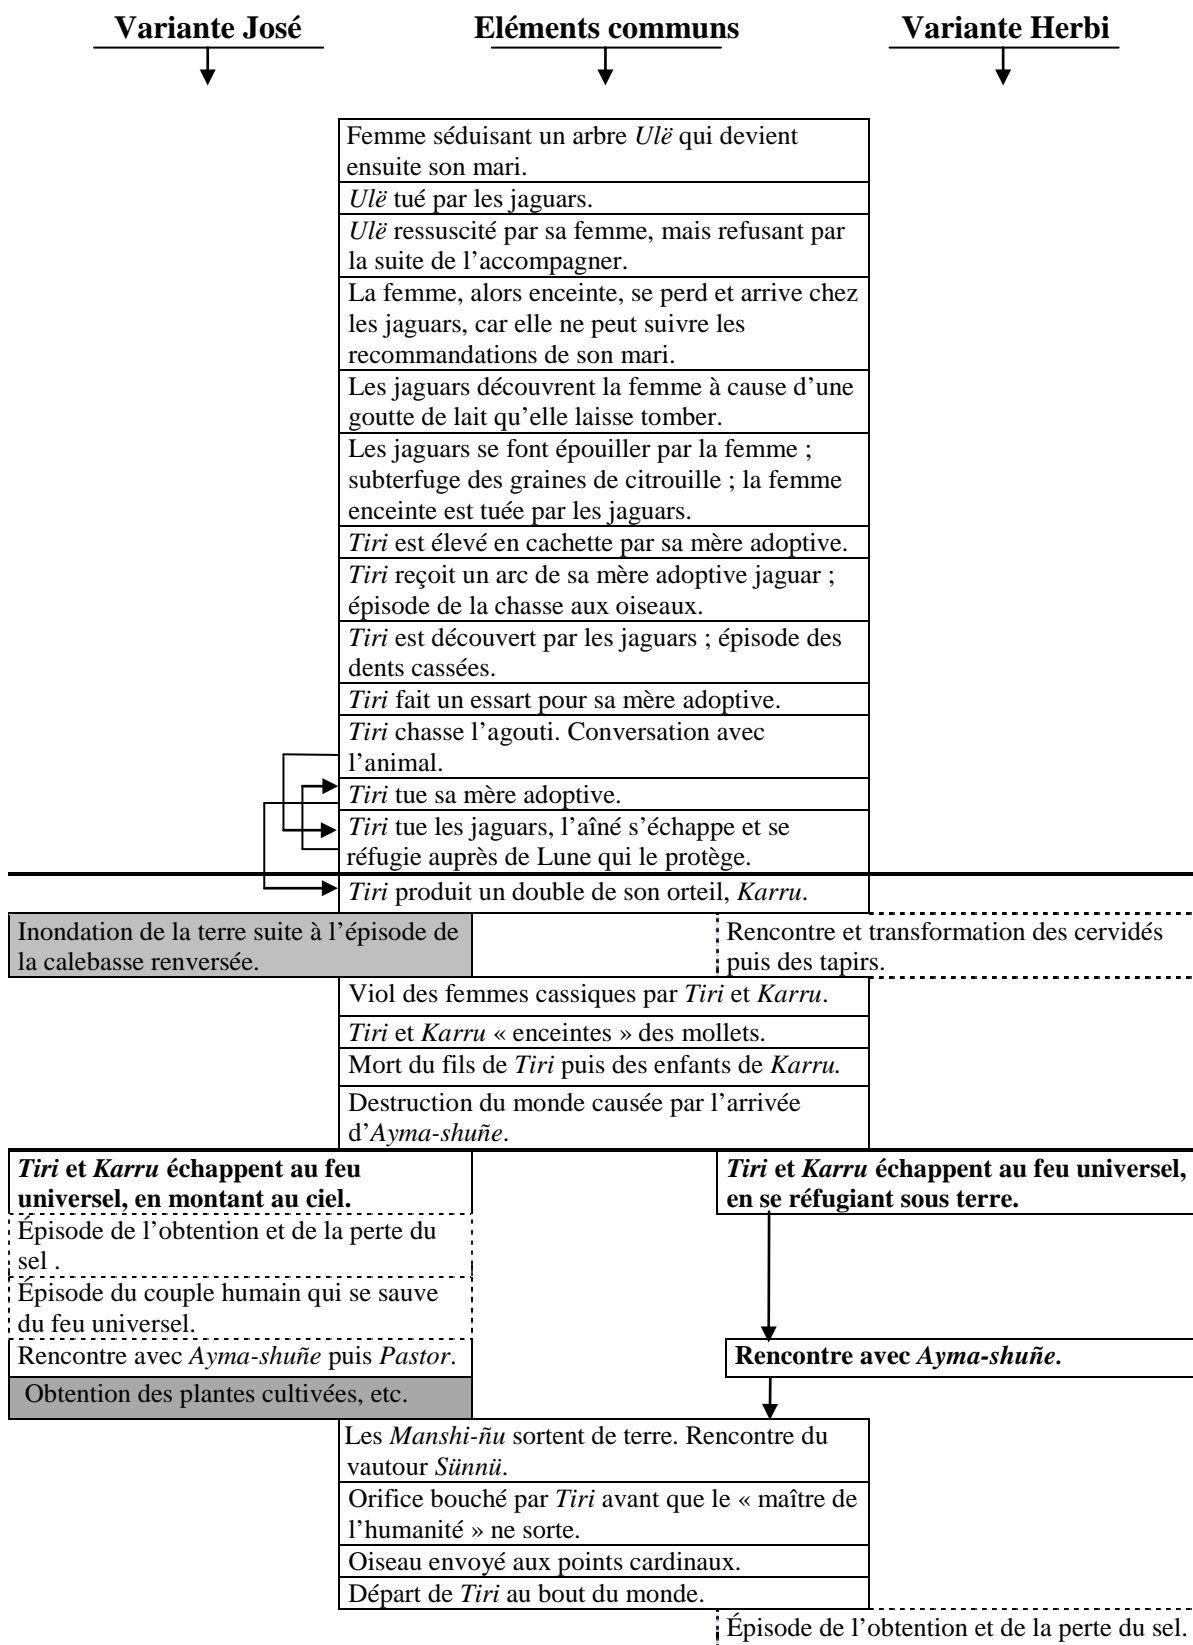 Variante José
Eléments communs
Variante Herbi
Femme séduisant un arbre Ulë qui devient
ensuite son mari.
Ulë tué par les jaguars.
Ulë ressuscité par sa femme, mais refusant par
la suite de l’accompagner.
La femme, alors enceinte, se perd et arrive chez
les jaguars, car elle ne peut suivre les
recommandations de son mari.
Les jaguars découvrent la femme à cause d’une
goutte de lait qu’elle laisse tomber.
Les jaguars se font épouiller par la femme ;
subterfuge des graines de citrouille ; la femme
enceinte est tuée par les jaguars.
Tiri est élevé en cachette par sa mère adoptive.
Tiri reçoit un arc de sa mère adoptive jaguar ;
épisode de la chasse aux oiseaux.
Tiri est découvert par les jaguars ; épisode des
dents cassées.
Tiri fait un essart pour sa mère adoptive.
Tiri chasse l’agouti. Conversation avec
l’animal.
Tiri tue sa mère adoptive.
Tiri tue les jaguars, l’aîné s’échappe et se
réfugie auprès de Lune qui le protège.
Tiri produit un double de son orteil, Karru.
Inondation de la terre suite à l’épisode de
la calebasse renversée.
Rencontre et transformation des cervidés
puis des tapirs.
Viol des femmes cassiques par Tiri et Karru.
Tiri et Karru « enceintes » des mollets.
Mort du fils de Tiri puis des enfants de Karru.
Destruction du monde causée par l’arrivée
d’Ayma-shuñe.
Tiri et Karru échappent au feu
universel, en montant au ciel.
Tiri et Karru échappent au feu universel,
en se réfugiant sous terre.
Épisode de l’obtention et de la perte du
sel .
Épisode du couple humain qui se sauve
du feu universel.
Rencontre avec Ayma-shuñe puis Pastor.
Rencontre avec Ayma-shuñe.
Obtention des plantes cultivées, etc.
Les Manshi-ñu sortent de terre. Rencontre du
vautour Sünnü.
Orifice bouché par Tiri avant que le « maître de
l’humanité » ne sorte.
Oiseau envoyé aux points cardinaux.
Départ de Tiri au bout du monde.
Épisode de l’obtention et de la perte du sel.